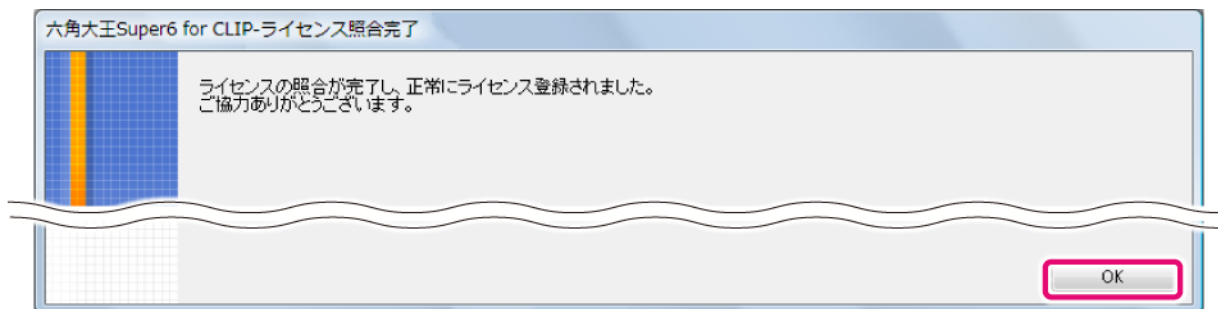 六角大王Super6 for CLIP-ライセンス照合完了
ライセンスの照合が完了し、正常にライセンス登録されました。
ご協力ありがとうございます。
OK